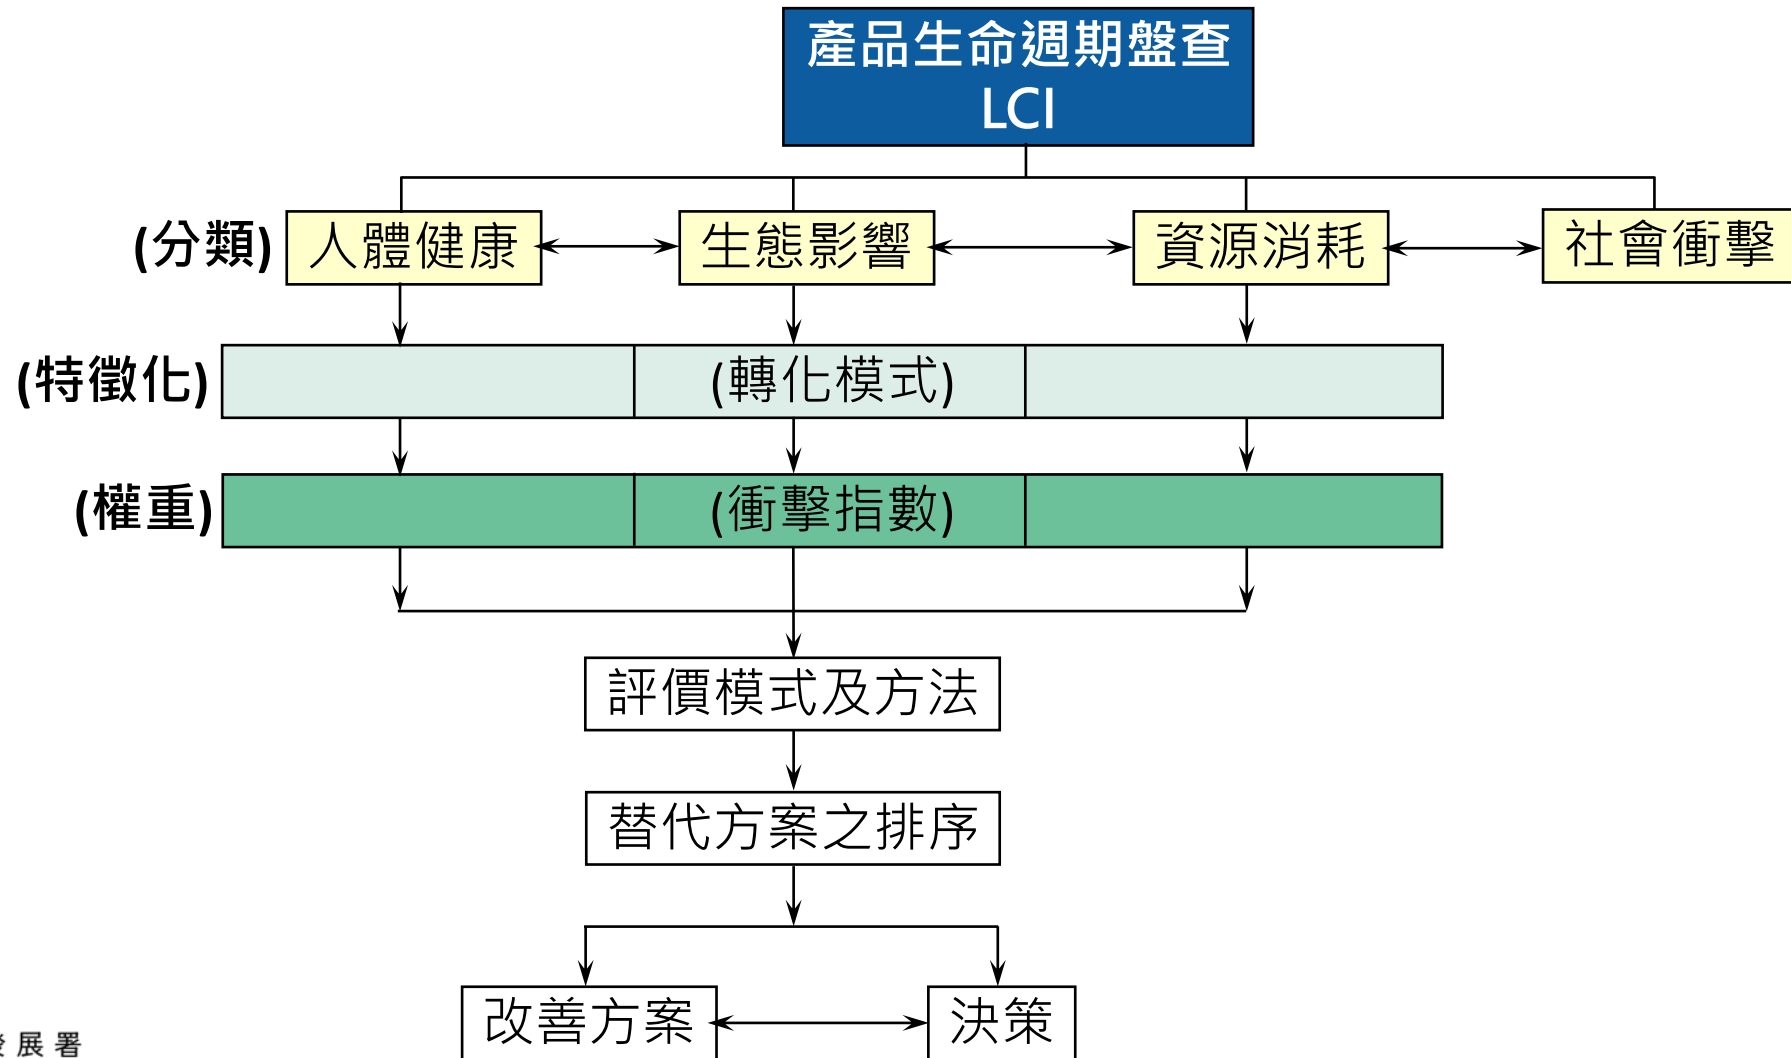 產品生命週期盤查
LCI
(分類)
人體健康
生態影響
資源消耗
社會衝擊
(特徵化)
(轉化模式)
(權重)
(衝擊指數)
評價模式及方法
替代方案之排序
改善方案
決策
展署